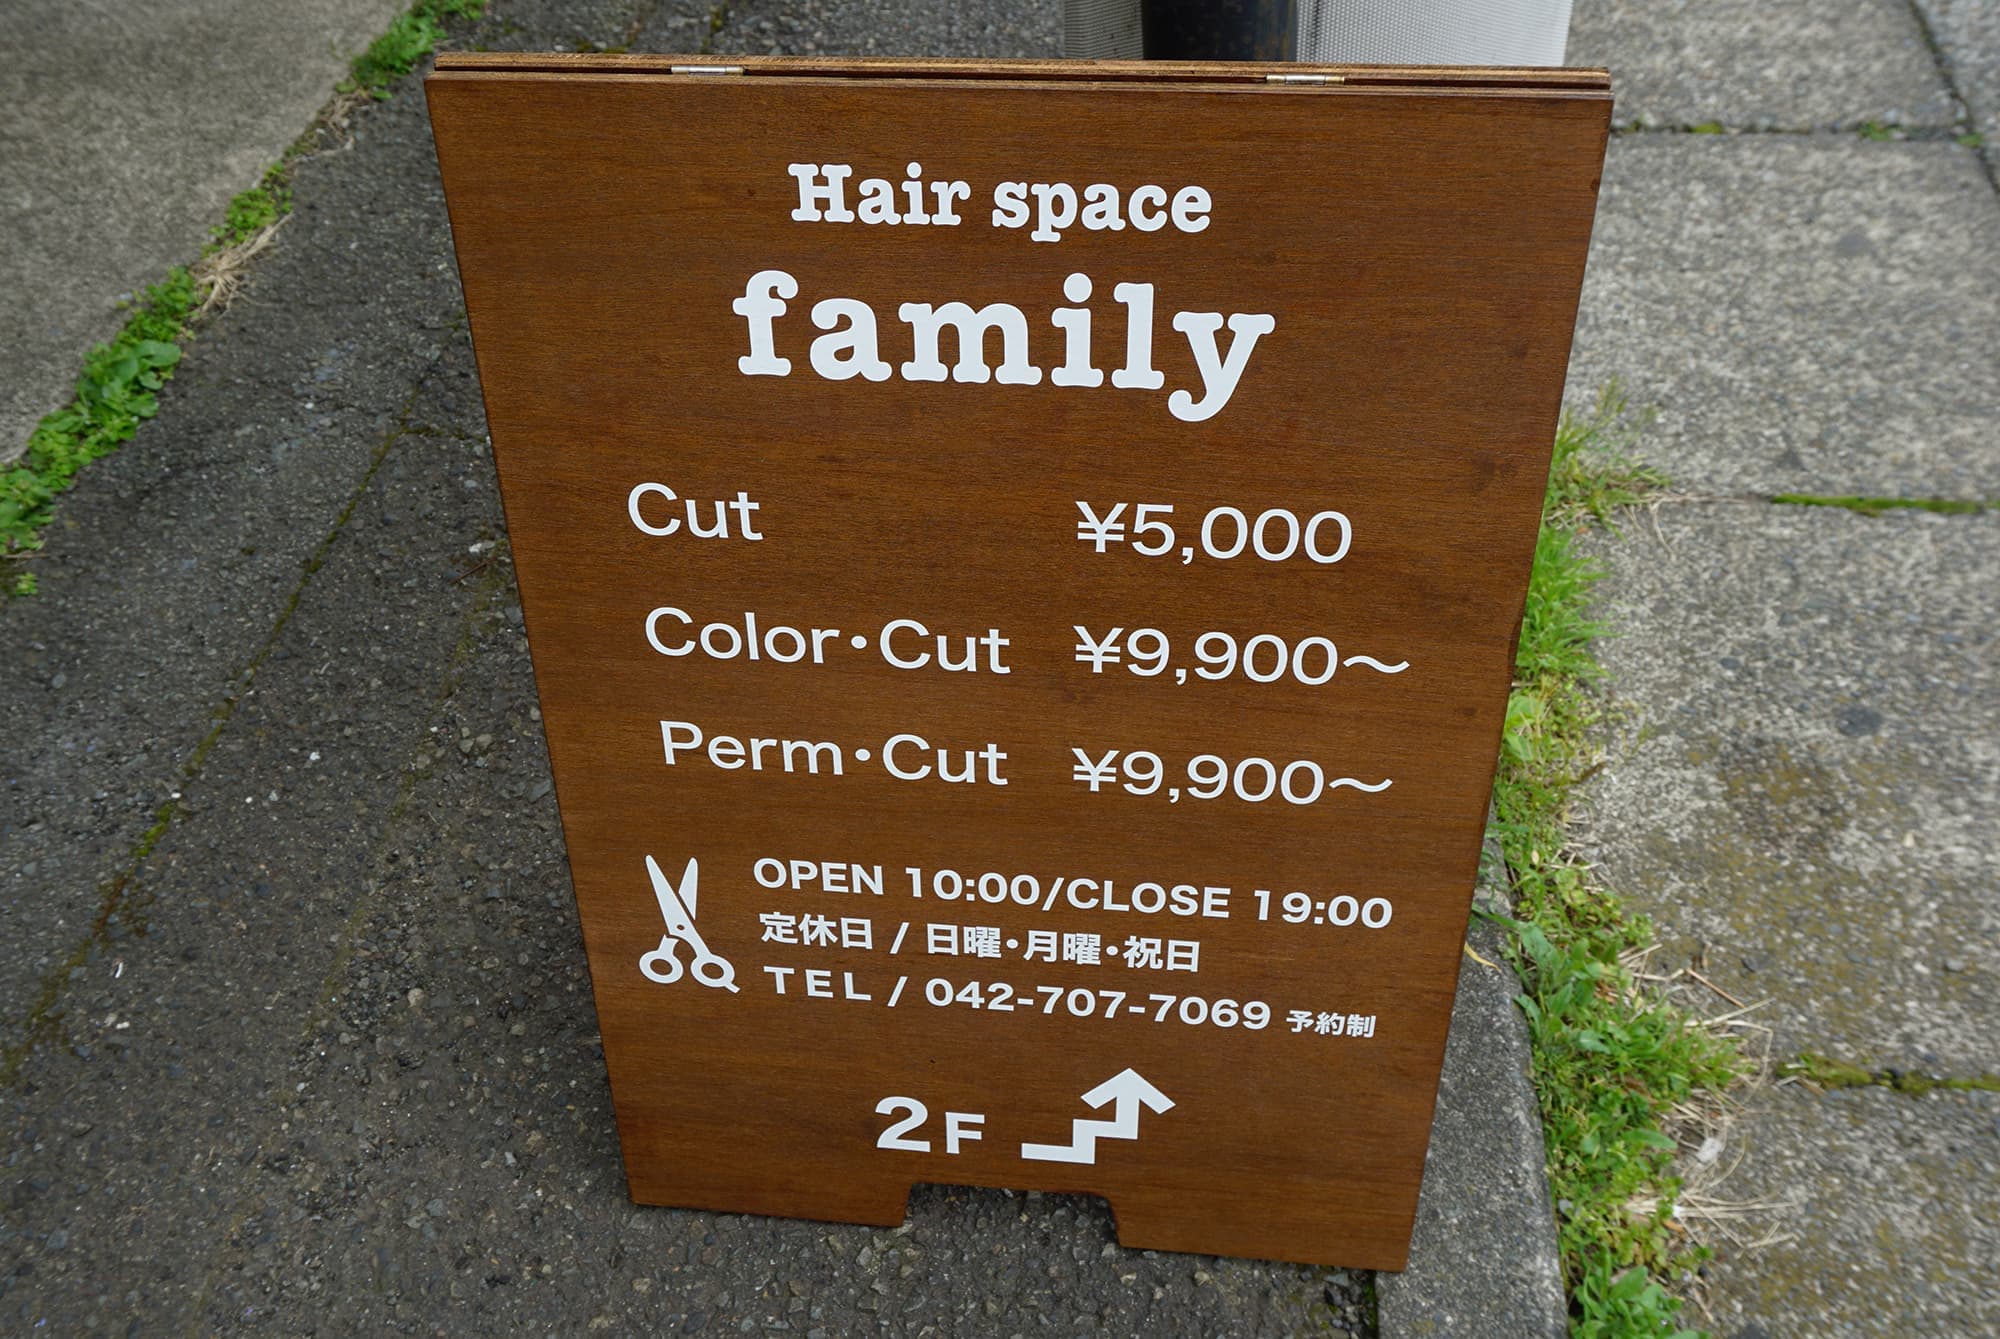 Hair space
family
Cut ¥5,000
Color・Cut ¥9,900〜
Perm・Cut ¥9,900〜
OPEN 10:00/CLOSE 19:00
定休日 / 日曜・月曜・祝日
TEL / 042-707-7069 予約制
2F